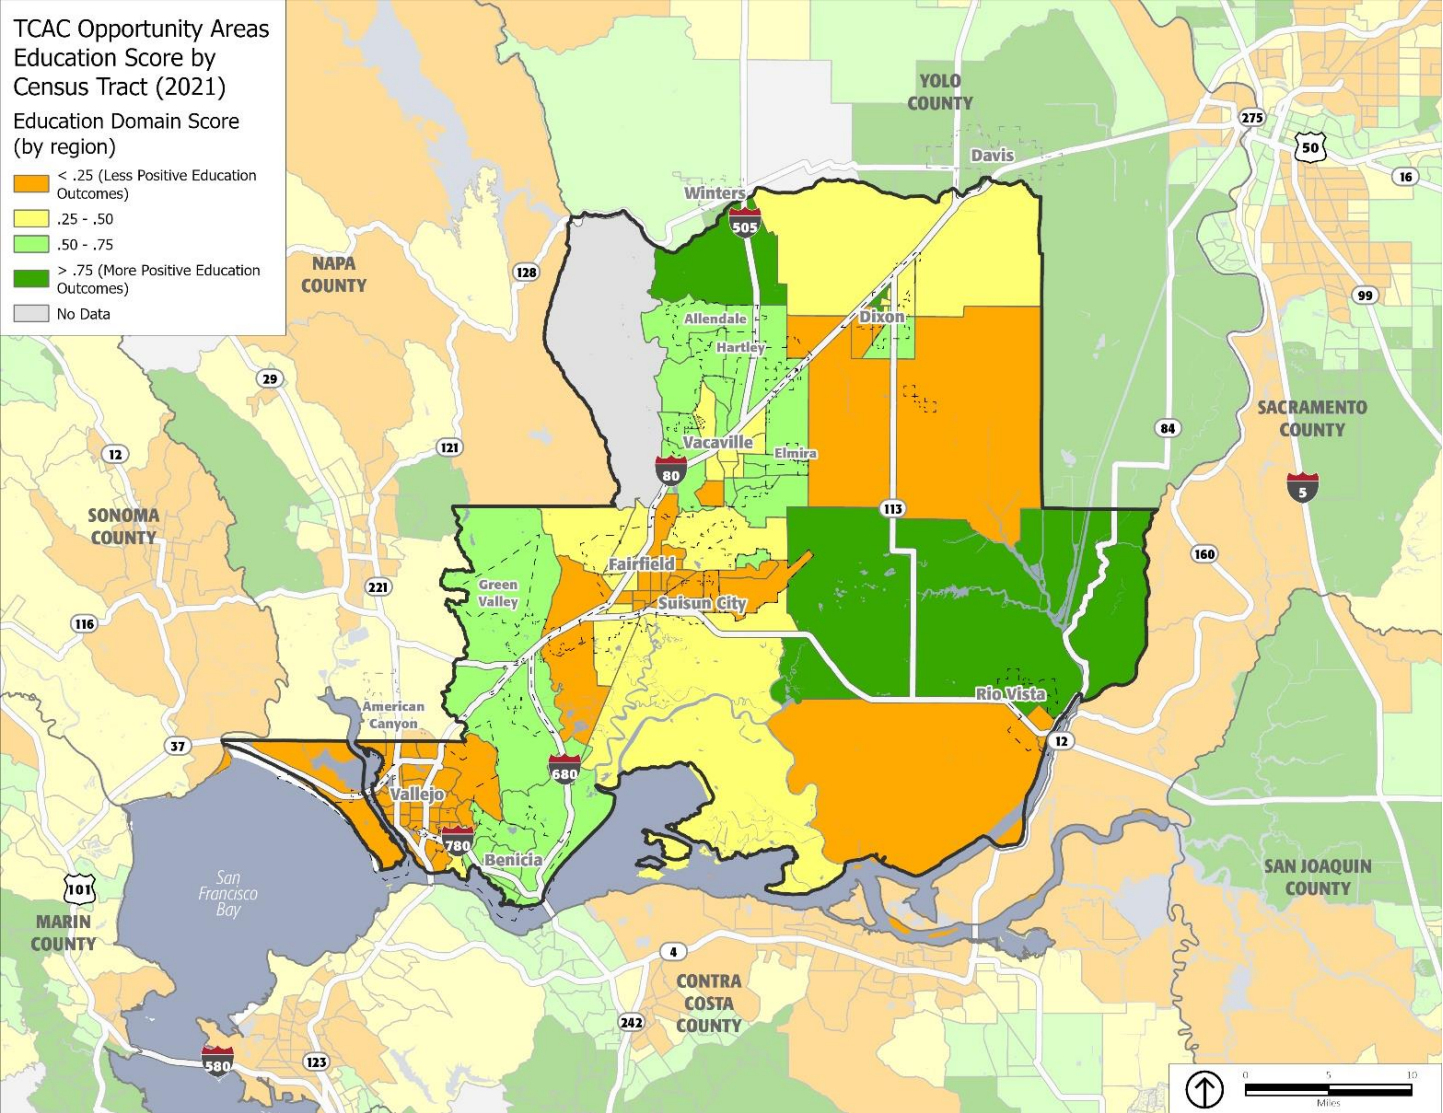 TCAC Opportunity Areas
Education Score by
Census Tract (2021)
Education Domain Score
(by region)
< .25 (Less Positive Education
Outcomes)
.25 - .50
.50 - .75
> .75 (More Positive Education
Outcomes)
No Data
YOLO
COUNTY
275
50
Davis
16
Winters
505
NAPA
COUNTY
128
99
Allendale
Dixon
Hartley
29
SACRAMENTO
COUNTY
84
12
121
Vacaville
Elmira
80
5
SONOMA
COUNTY
113
160
Fairfield
221
Green
Valley
Suisun City
116
Rio Vista
American
Canyon
37
12
680
Vallejo
780
Benicia
SAN JOAQUIN
COUNTY
San
Francisco
Bay
101
MARIN
COUNTY
4
CONTRA
COSTA
COUNTY
242
580
123
0 5 10
Miles